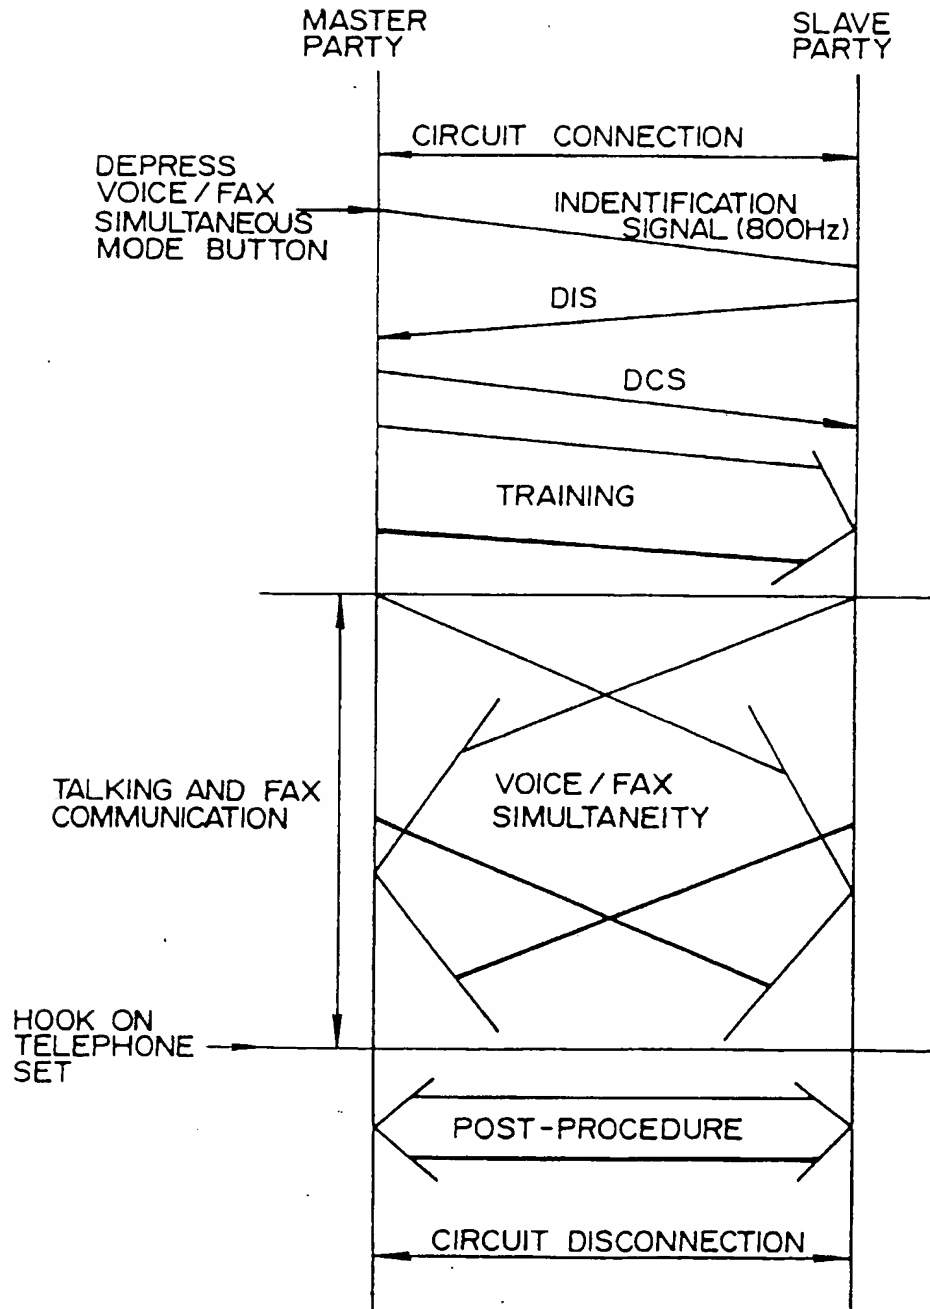 MASTER
PARTY
SLAVE
PARTY
CIRCUIT CONNECTION
DEPRESS
VOICE / FAX
SIMULTANEOUS
MODE BUTTON
INDENTIFICATION
SIGNAL (800Hz)
DIS
DCS
TRAINING
TALKING AND FAX
COMMUNICATION
VOICE / FAX
SIMULTANEITY
HOOK ON
TELEPHONE
SET
POST-PROCEDURE
CIRCUIT DISCONNECTION